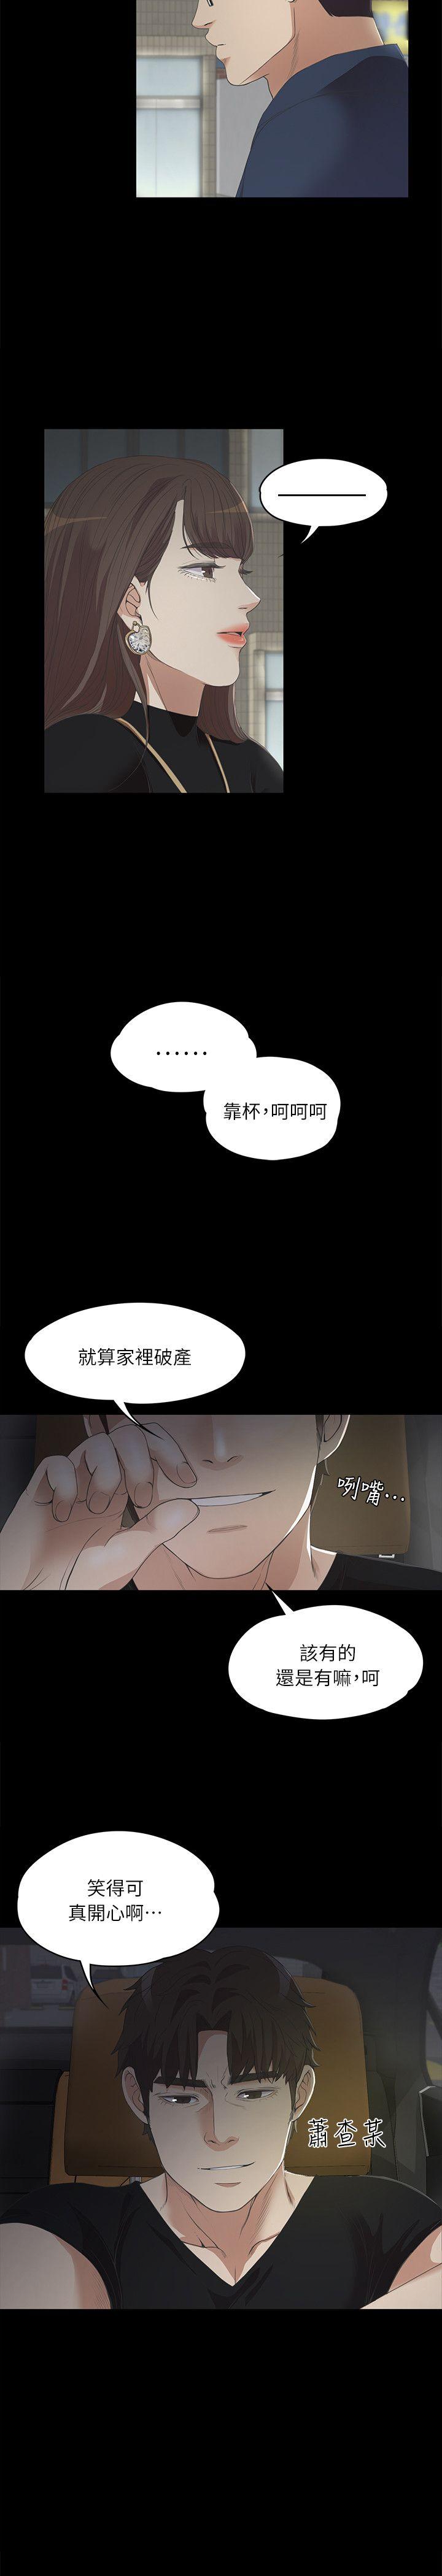 ……
靠杯,呵呵呵
就算家裡破產
咧嘴…
該有的
還是有嘛,呵
笑得可
真開心啊…
蕭查某